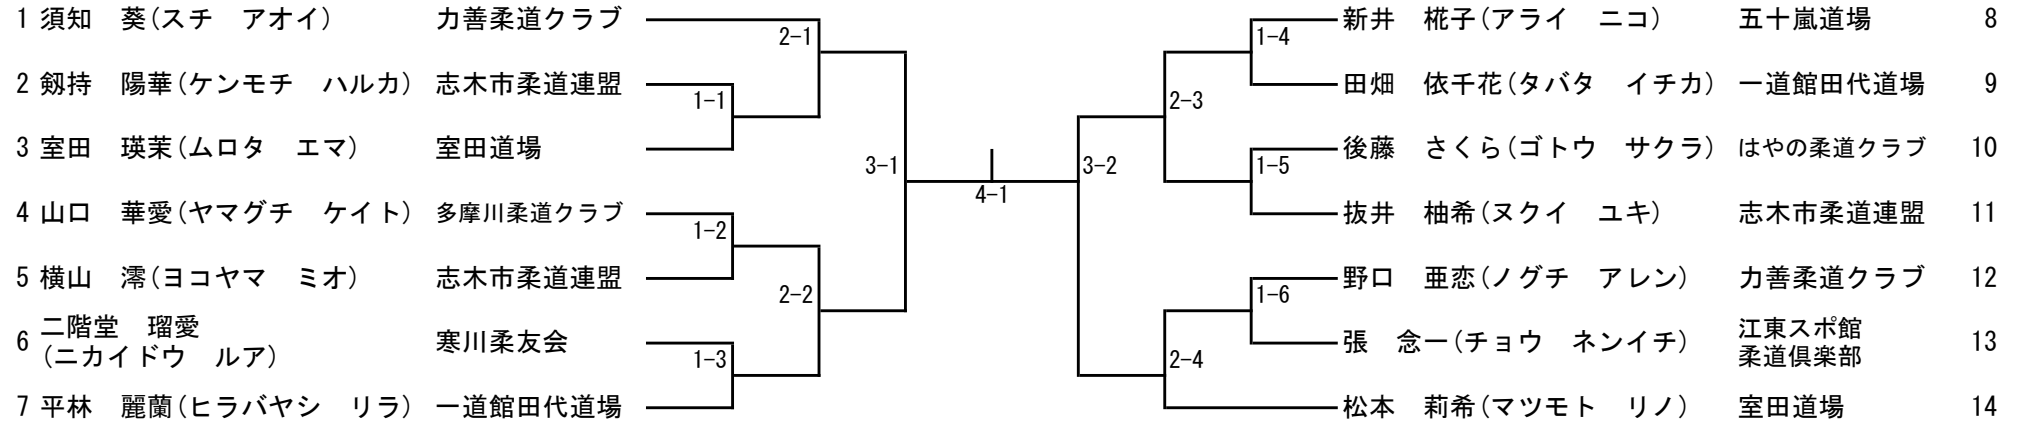 1 須知　葵(スチ　アオイ)　力善柔道クラブ
2 剱持　陽華(ケンモチ　ハルカ)　志木市柔道連盟
3 室田　瑛茉(ムロタ　エマ)　室田道場
4 山口　華愛(ヤマグチ　ケイト)　多摩川柔道クラブ
5 横山　澪(ヨコヤマ　ミオ)　志木市柔道連盟
6 二階堂　瑠愛
(ニカイドウ　ルア)　寒川柔友会
7 平林　麗蘭(ヒラバヤシ　リラ)　一道館田代道場
2-1
1-1
3-1
1-2
2-2
1-3
4-1
1-4
2-3
1-5
3-2
1-6
2-4
新井　椛子(アライ　ニコ)　五十嵐道場　8
田畑　依千花(タバタ　イチカ)　一道館田代道場　9
後藤　さくら(ゴトウ　サクラ)　はやの柔道クラブ　10
抜井　柚希(ヌクイ　ユキ)　志木市柔道連盟　11
野口　亜恋(ノグチ　アレン)　力善柔道クラブ　12
張　念一(チョウ　ネンイチ)　江東スポ館
柔道倶楽部　13
松本　莉希(マツモト　リノ)　室田道場　14